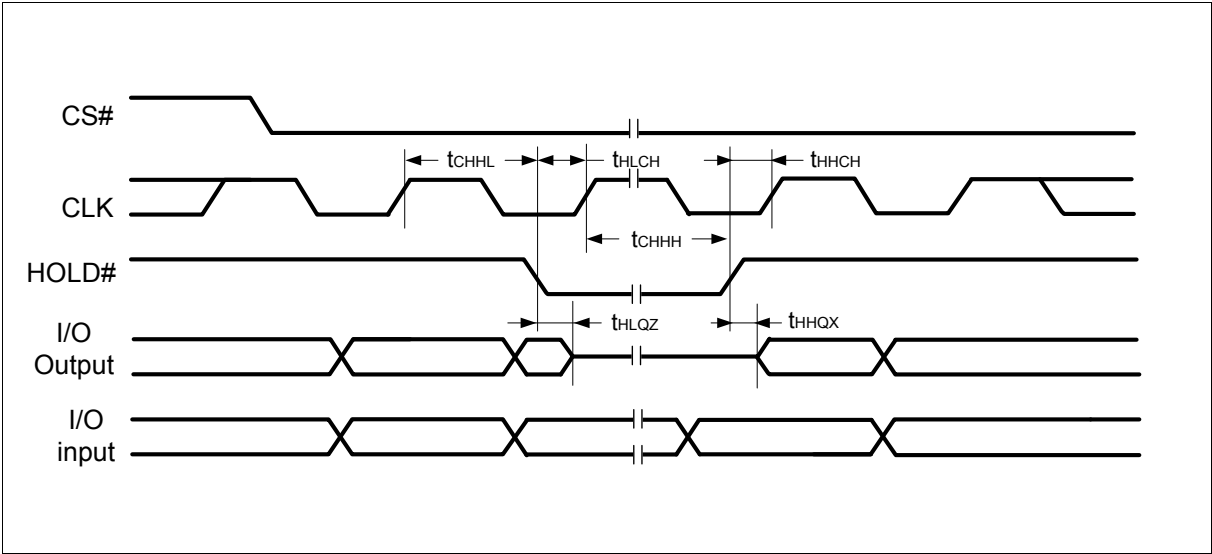 CS#
tCHHL
tHLCH
tHHCH
CLK
tCHHH
HOLD#
tHLQZ
tHHQX
I/O
Output
I/O
input